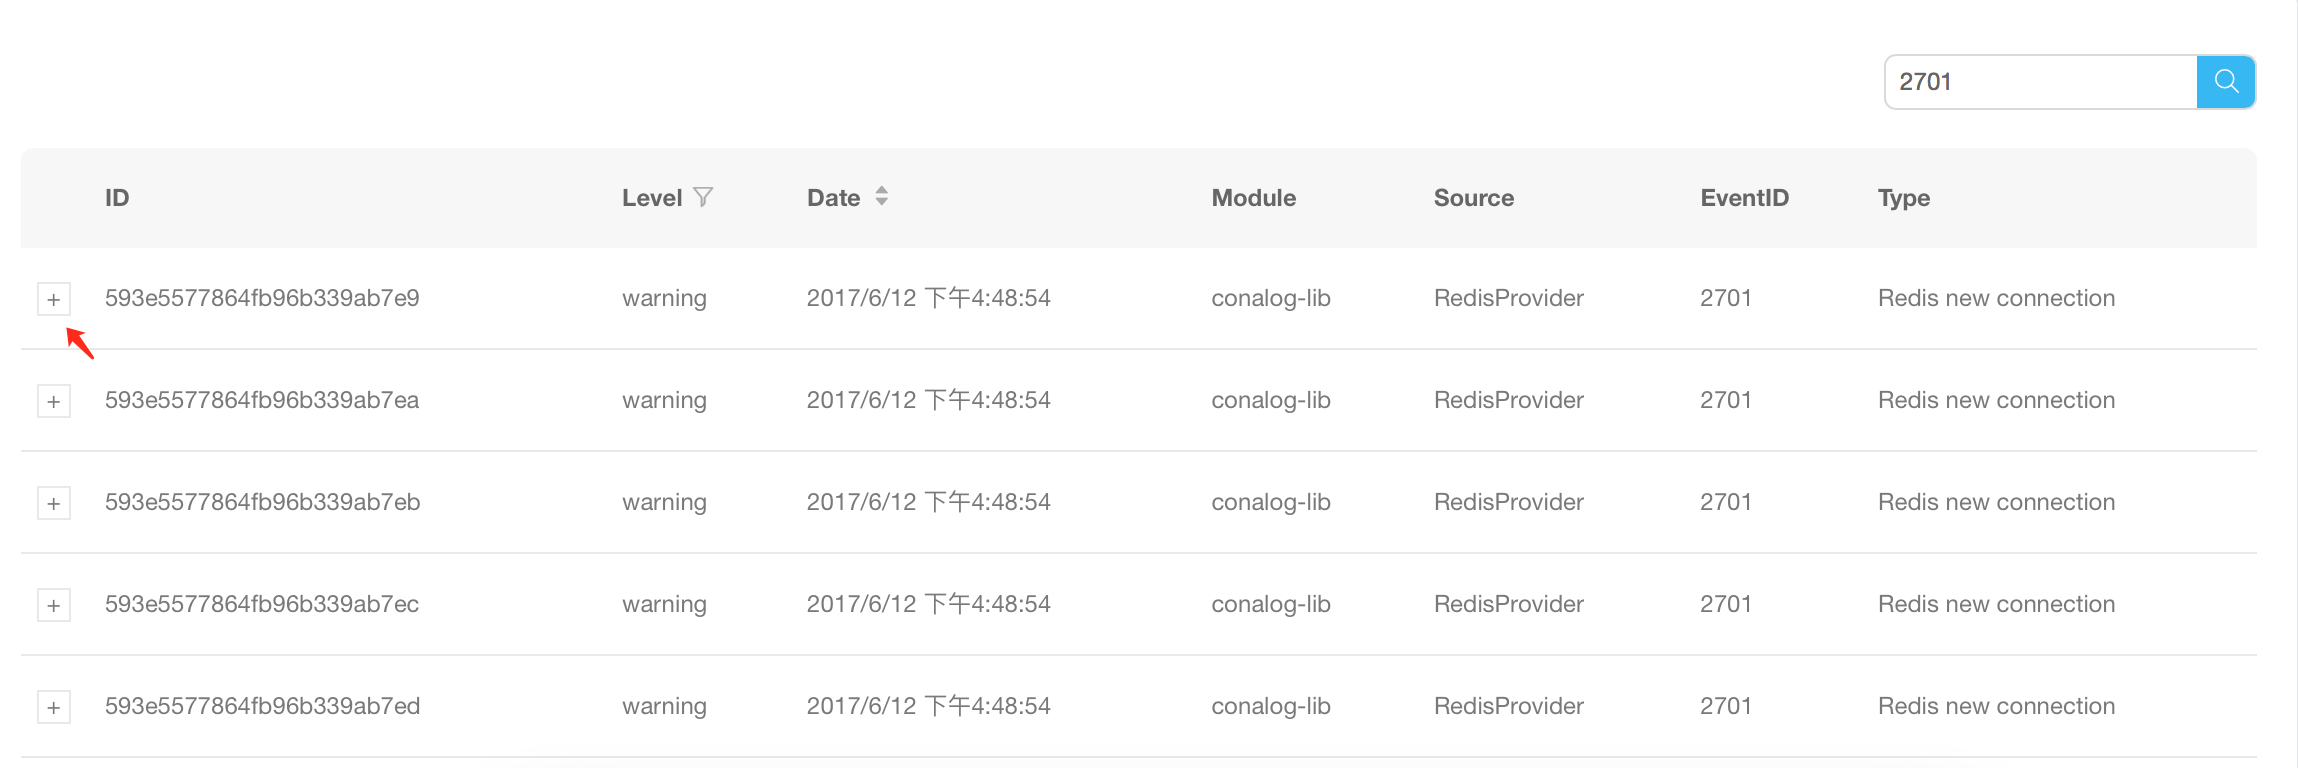 2701
ID Level Date Module Source EventID Type
+ 593e5577864fb96b339ab7e9 warning 2017/6/12 下午4:48:54 conalog-lib RedisProvider 2701 Redis new connection
+ 593e5577864fb96b339ab7ea warning 2017/6/12 下午4:48:54 conalog-lib RedisProvider 2701 Redis new connection
+ 593e5577864fb96b339ab7eb warning 2017/6/12 下午4:48:54 conalog-lib RedisProvider 2701 Redis new connection
+ 593e5577864fb96b339ab7ec warning 2017/6/12 下午4:48:54 conalog-lib RedisProvider 2701 Redis new connection
+ 593e5577864fb96b339ab7ed warning 2017/6/12 下午4:48:54 conalog-lib RedisProvider 2701 Redis new connection